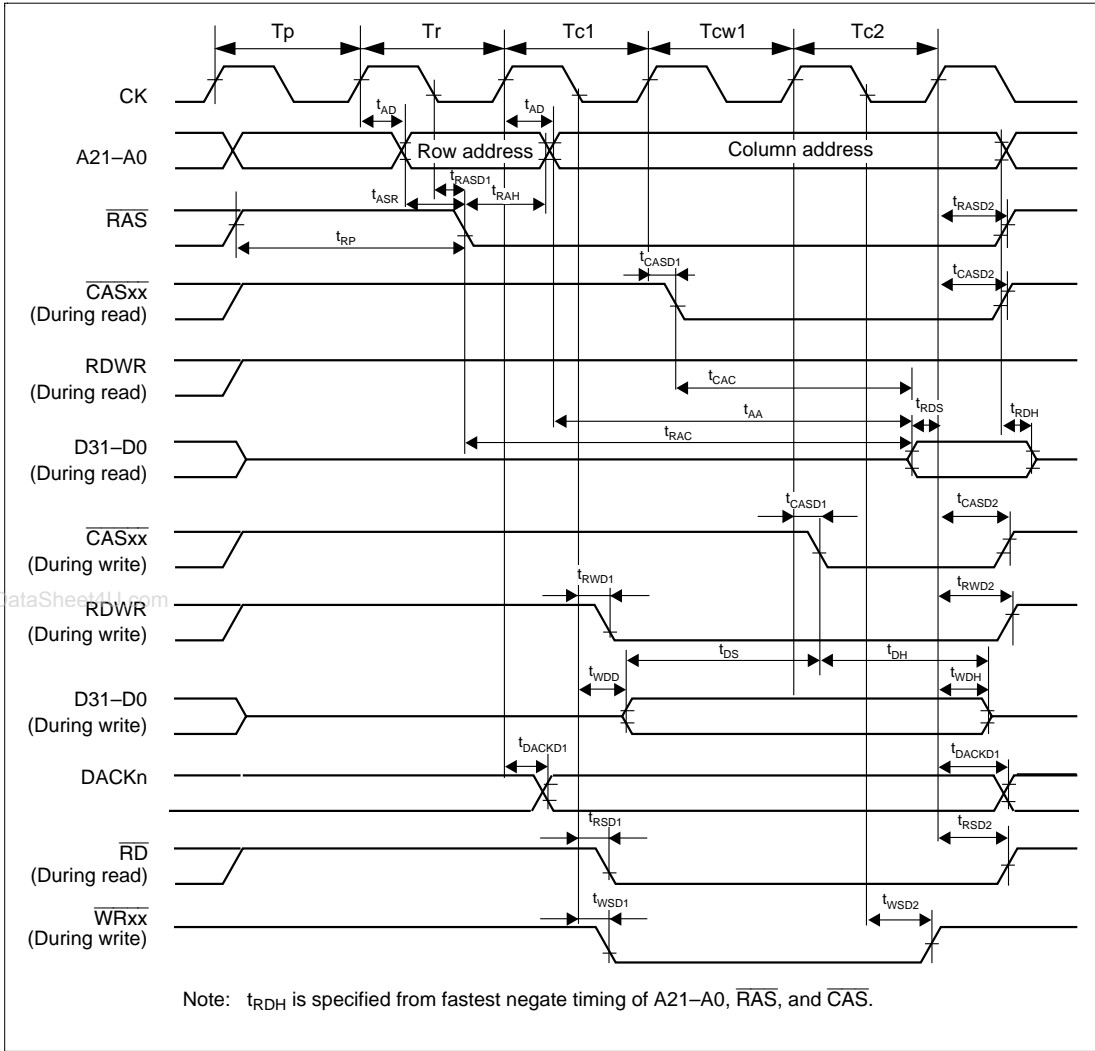 Tp Tr Tc1 Tcw1 Tc2
CK
tAD tAD
A21–A0 Row address Column address
tRASD1
tASR tRAH tRASD2
RAS
tRP
tCASD1 tCASD2
CASxx
(During read)
RDWR
(During read)
tCAC
tRDS
tAA tRDH
tRAC
D31–D0
(During read)
tCASD1 tCASD2
CASxx
(During write)
tRWD1 tRWD2
DataSheet4U.com
RDWR
(During write)
tDS tDH
tWDD tWDH
D31–D0
(During write)
tDACKD1 tDACKD1
DACKn
tRSD1 tRSD2
RD
(During read)
tWSD1 tWSD2
WRxx
(During write)
Note: tRDH is specified from fastest negate timing of A21–A0, RAS, and CAS.